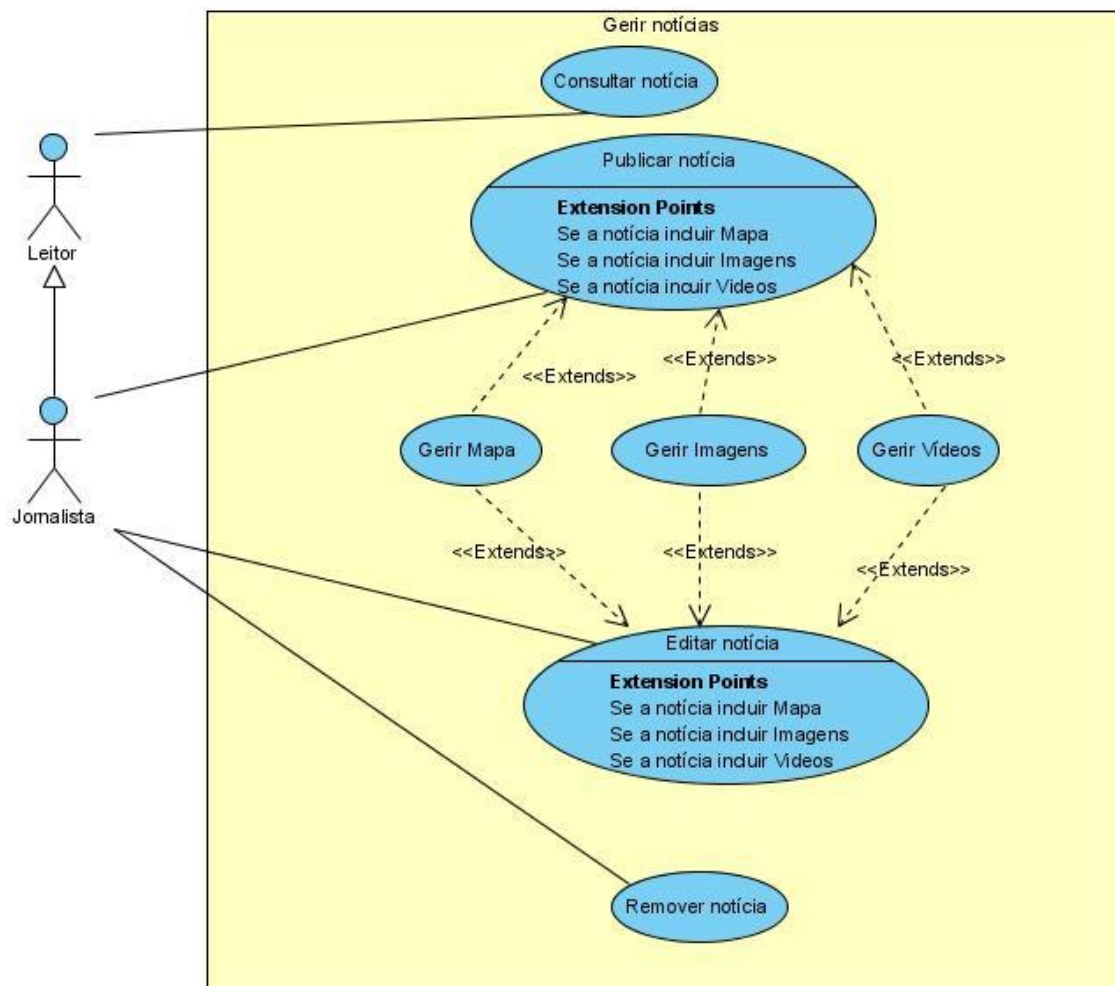 Gerir notícias
Consultar notícia
Publicar notícia
Extension Points
Se a notícia incluir Mapa
Se a notícia incluir Imagens
Se a notícia incuir Videos
Leitor
<<Extends>>
<<Extends>>
<<Extends>>
Gerir Mapa
Gerir Imagens
Gerir Vídeos
Jornalista
<<Extends>>
<<Extends>>
<<Extends>>
Editar notícia
Extension Points
Se a notícia incluir Mapa
Se a notícia incluir Imagens
Se a notícia incluir Videos
Remover notícia